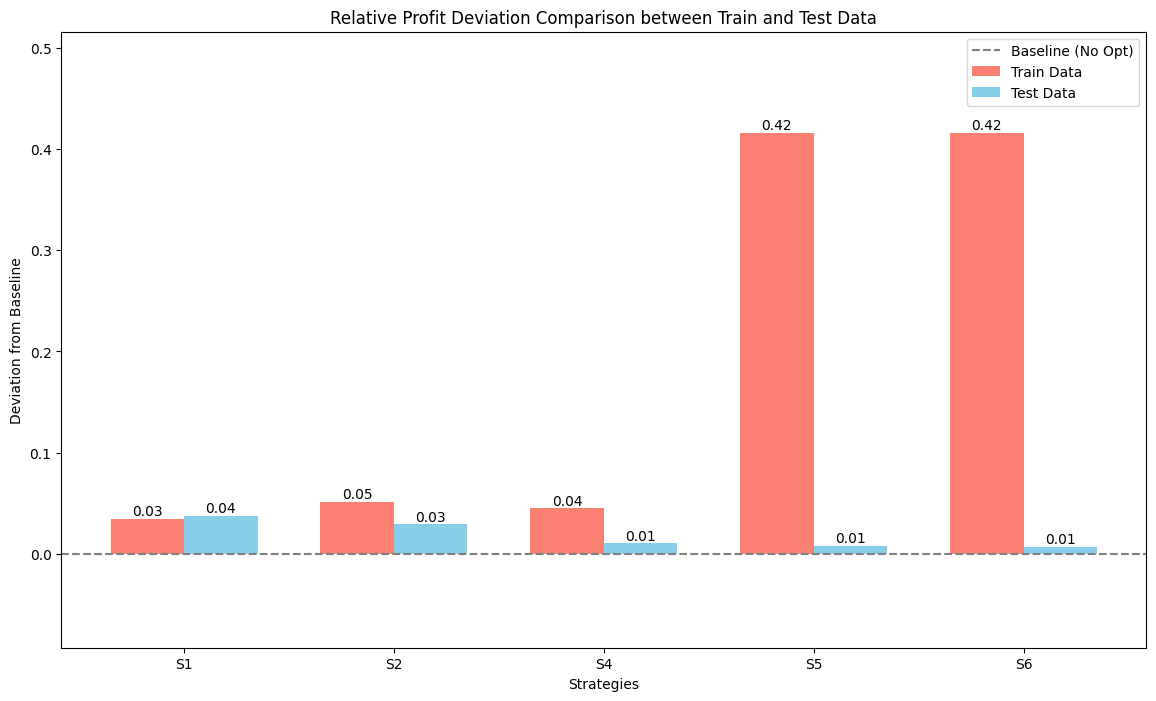 Relative Profit Deviation Comparison between Train and Test Data
Baseline (No Opt)
Train Data
Test Data
Deviation from Baseline
0.5
0.4
0.3
0.2
0.1
0.0
0.03
0.04
0.05
0.03
0.04
0.01
0.42
0.01
0.42
0.01
S1
S2
S4
S5
S6
Strategies